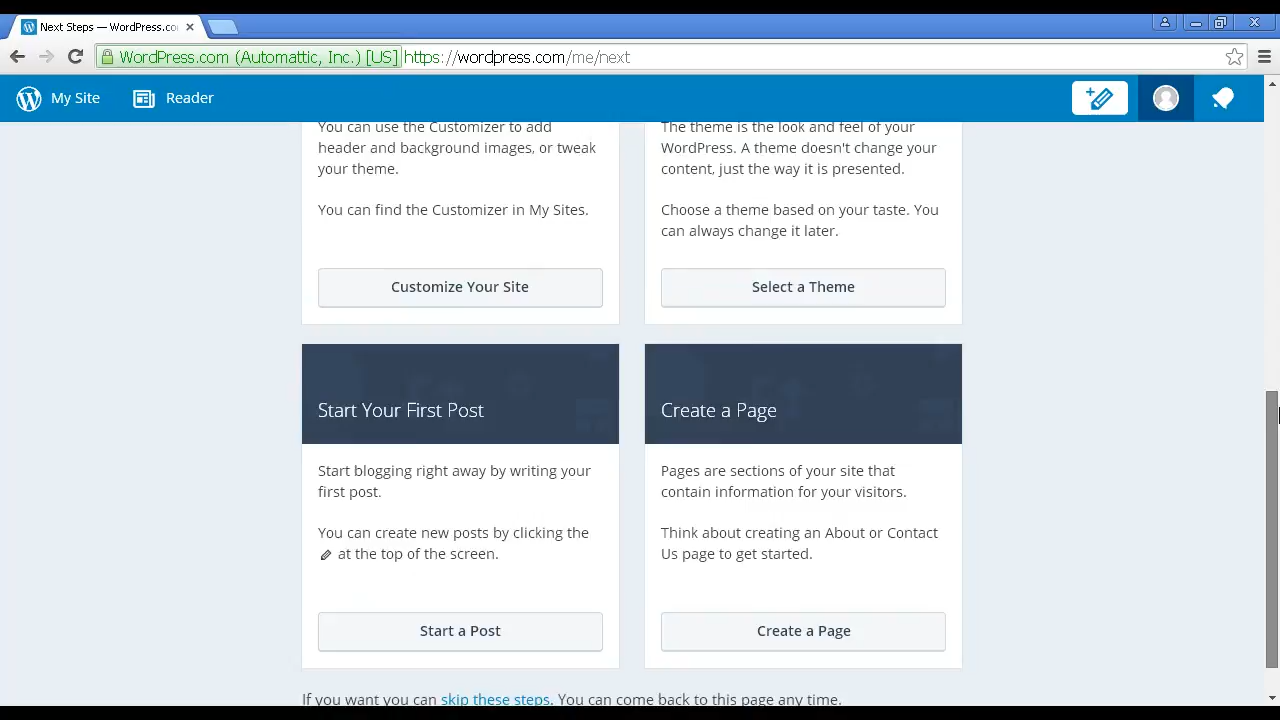 Next Steps — WordPress.co
WordPress.com (Automattic, Inc.) [US] https://wordpress.com/me/next
My Site Reader
You can use the Customizer to add
header and background images, or tweak
your theme.
You can find the Customizer in My Sites.
Customize Your Site
The theme is the look and feel of your
WordPress. A theme doesn't change your
content, just the way it is presented.
Choose a theme based on your taste. You
can always change it later.
Select a Theme
Start Your First Post
Start blogging right away by writing your
first post.
You can create new posts by clicking the
at the top of the screen.
Start a Post
Create a Page
Pages are sections of your site that
contain information for your visitors.
Think about creating an About or Contact
Us page to get started.
Create a Page
If you want you can skip these steps. You can come back to this page any time.